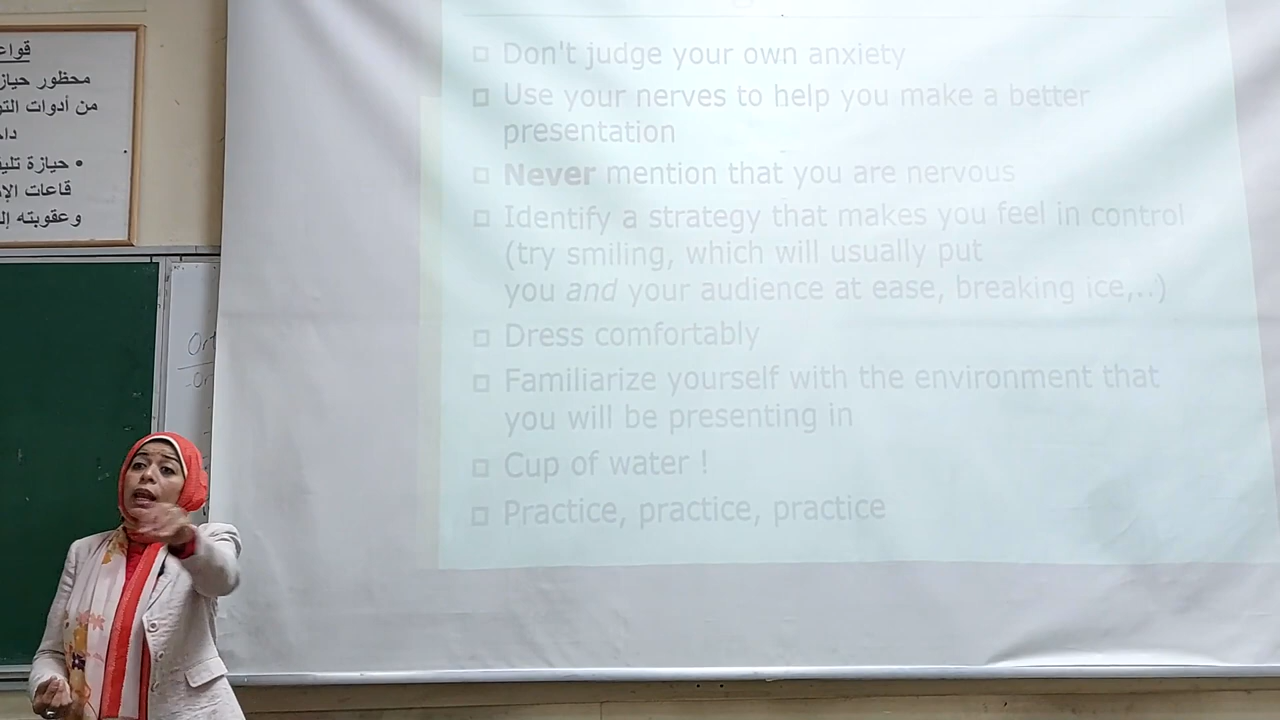 محظور حياز
من أدوات
• حيازة
قاعات
وعقوبته
Don't judge your own anxiety
Use your nerves to help you make a better
presentation
Never mention that you are nervous
Identify a strategy that makes you feel in control
(try smiling, which will usually put
you and your audience at ease, breaking ice,..)
Dress comfortably
Familiarize yourself with the environment that
you will be presenting in
Cup of water !
Practice, practice, practice